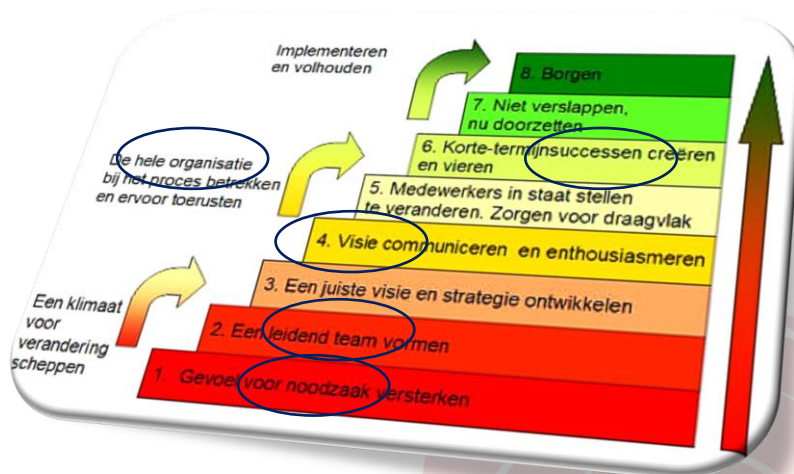 Implementeren
en volhouden
8. Borgen
7. Niet verslappen,
nu doorzetten
6. Korte-termijnsuccessen creëren
en vieren
De hele organisatie
bij het proces betrekken
en ervoor toerusten
5. Medewerkers in staat stellen
te veranderen. Zorgen voor draagvlak
4. Visie communiceren en enthousiasmeren
3. Een juiste visie en strategie ontwikkelen
Een klimaat
voor
verandering
scheppen
2. Een leidend team vormen
1. Gevoel voor noodzaak versterken